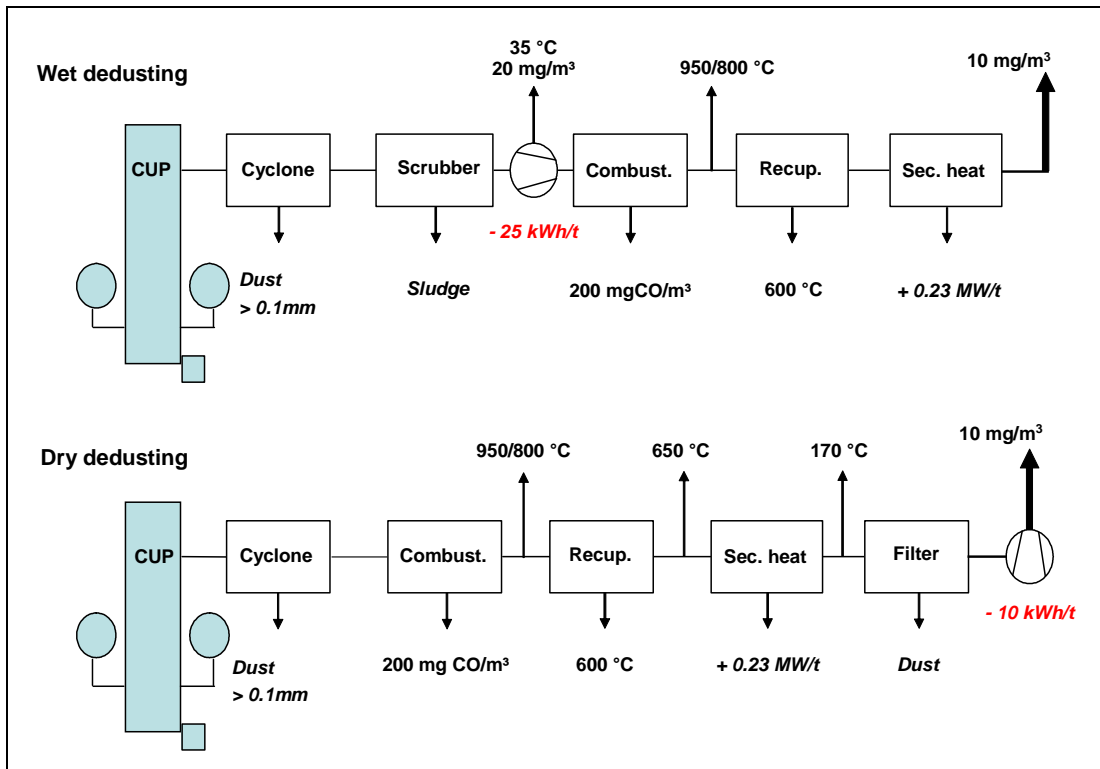 35 °C
20 mg/m³
950/800 °C
10 mg/m³
Wet dedusting
CUP
Cyclone
Scrubber
Combust.
Recup.
Sec. heat
- 25 kWh/t
Dust
> 0.1mm
Sludge
200 mgCO/m³
600 °C
+ 0.23 MW/t
Dry dedusting
950/800 °C
650 °C
170 °C
10 mg/m³
CUP
Cyclone
Combust.
Recup.
Sec. heat
Filter
- 10 kWh/t
Dust
> 0.1mm
200 mg CO/m³
600 °C
+ 0.23 MW/t
Dust